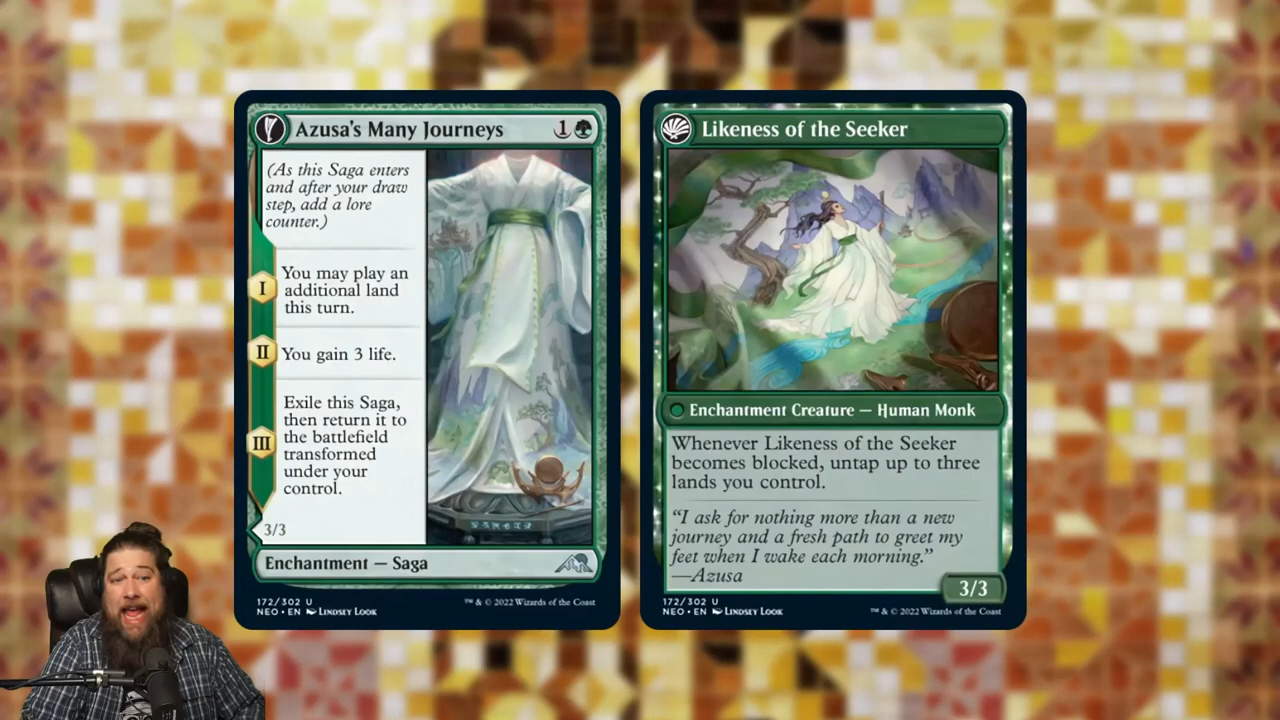 Azusa's Many Journeys 1
(As this Saga enters
and after your draw
step, add a lore
counter.)
I
You may play an
additional land
this turn.
II
You gain 3 life.
III
Exile this Saga,
then return it to
the battlefield
transformed
under your
control.
3/3
Enchantment — Saga
172/302 U
NEO • EN LINDSEY LOOK
™ & © 2022 Wizards of the Coast
Likeness of the Seeker
Enchantment Creature — Human Monk
Whenever Likeness of the Seeker
becomes blocked, untap up to three
lands you control.
"I ask for nothing more than a new
journey and a fresh path to greet my
feet when I wake each morning."
—Azusa
3/3
172/302 U
NEO • EN LINDSEY LOOK
™ & © 2022 Wizards of the Coast